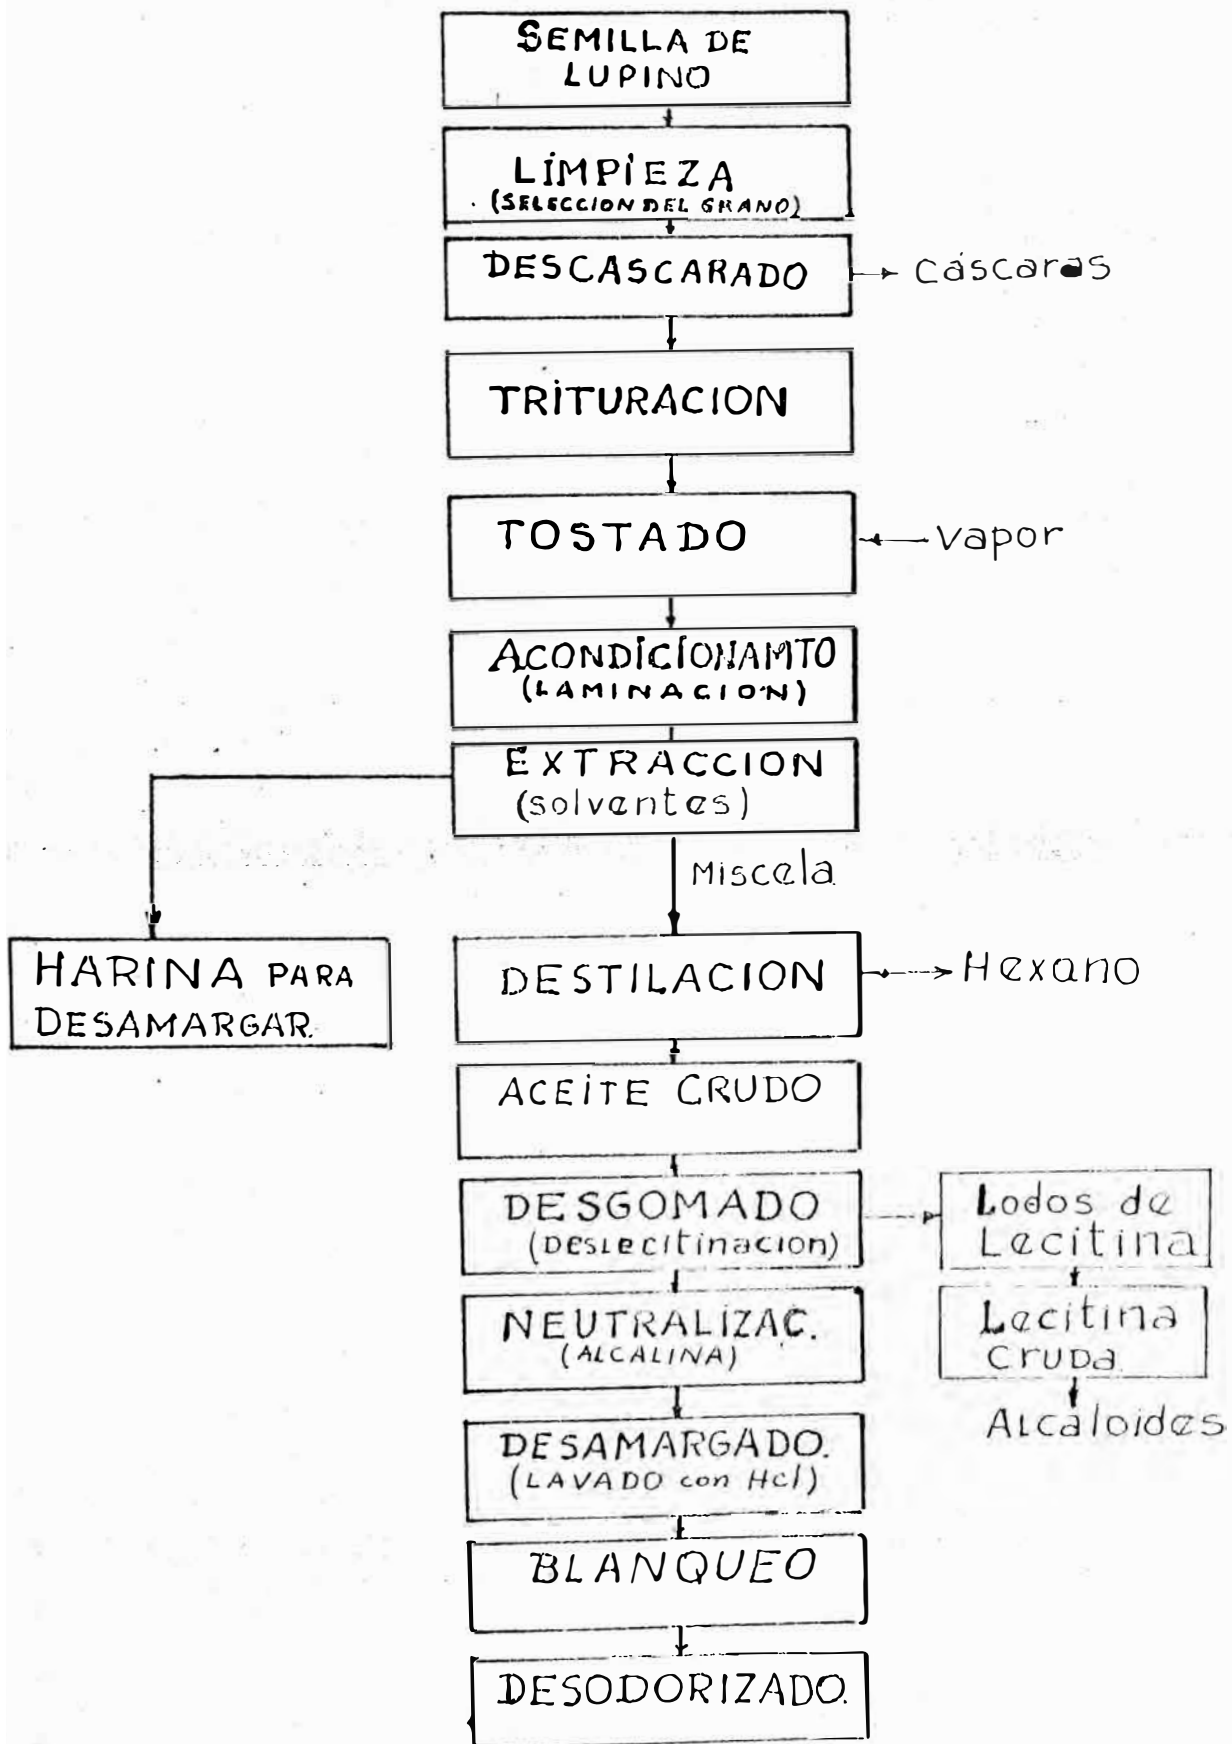 SEMILLA DE
LUPINO
LIMPIEZA
(SELECCION DEL GRANO)
DESCASCARADO
Cáscaras
TRITURACION
TOSTADO
Vapor
ACONDICIONAMTO
(LAMINACION)
EXTRACCION
(solventes)
Miscela
HARINA PARA
DESAMARGAR.
DESTILACION
Hexano
ACEITE CRUDO
DESGOMADO
(DESLECITINACION)
Lodos de
Lecitina
NEUTRALIZAC.
(ALCALINA)
Lecitina
Cruda
Alcaloides
DESAMARGADO.
(LAVADO con Hcl)
BLANQUEO
DESODORIZADO.